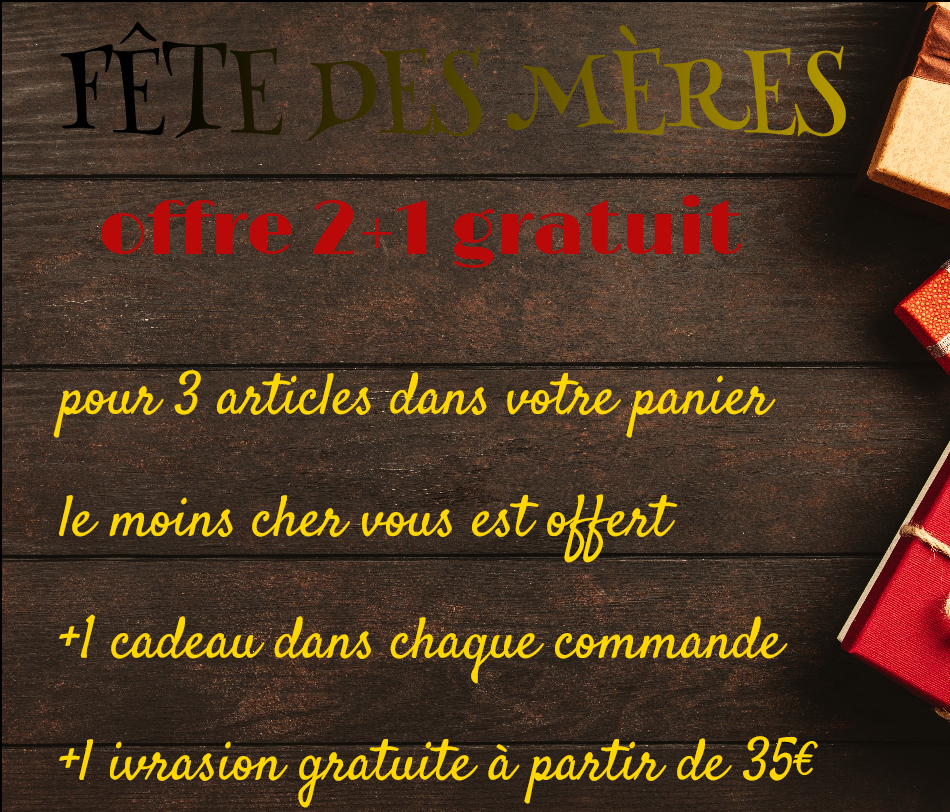 FÊTE DES MÈRES
offre 2+1 gratuit
pour 3 articles dans votre panier
le moins cher vous est offert
+1 cadeau dans chaque commande
+l ivrasion gratuite à partir de 35€